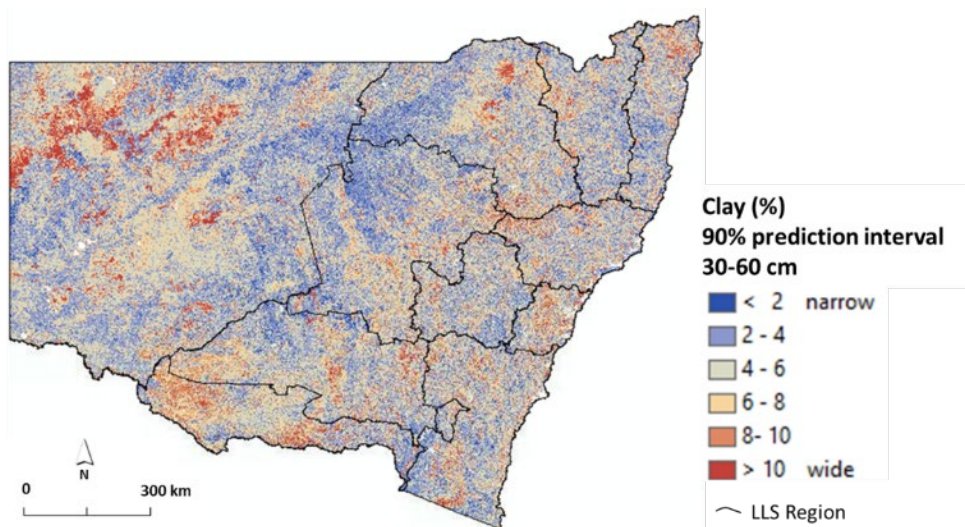 Clay (%)
90% prediction interval
30-60 cm
< 2 narrow
2 - 4
4 - 6
6 - 8
8- 10
> 10 wide
LLS Region
N
0 300 km